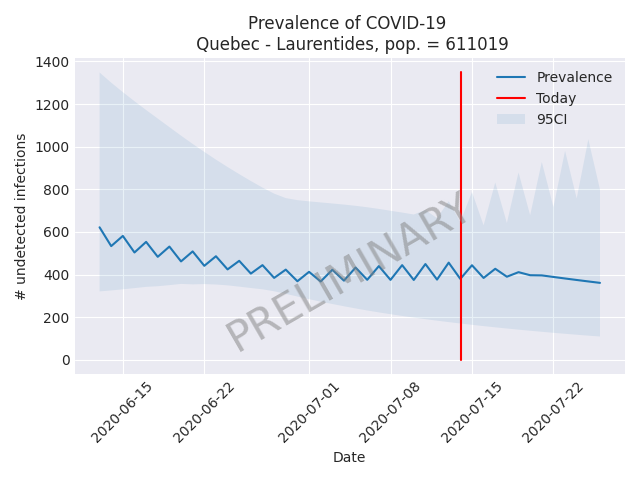 Prevalence of COVID-19
Quebec - Laurentides, pop. = 611019
1400
1200
1000
800
600
400
200
0
# undetected infections
Prevalence
Today
95CI
PRELIMINARY
2020-06-15
2020-06-22
2020-07-01
2020-07-08
2020-07-15
2020-07-22
Date